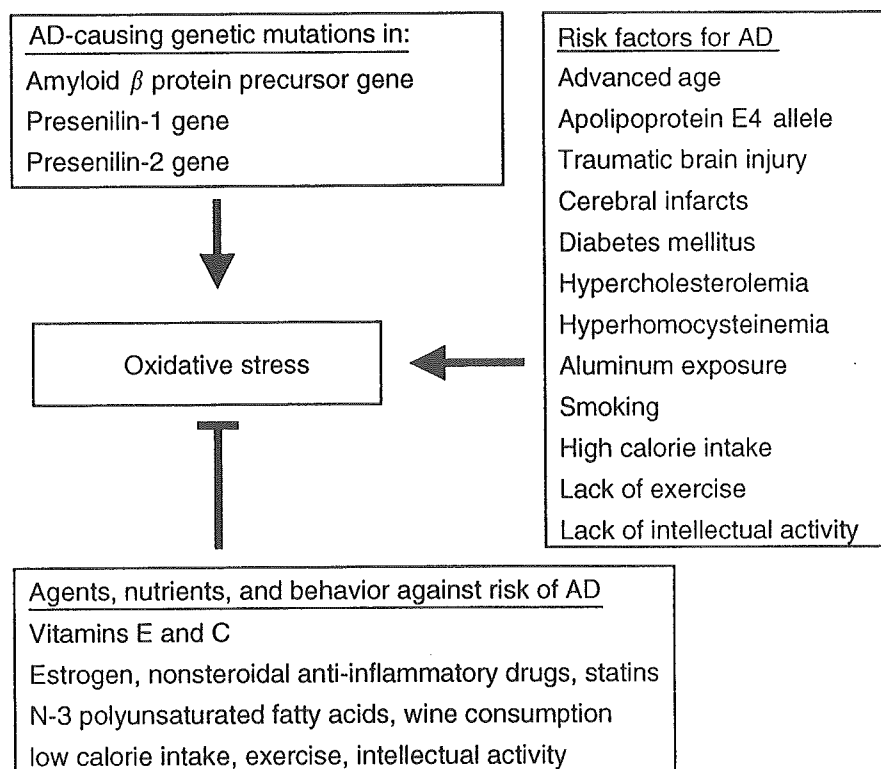 AD-causing genetic mutations in:
Amyloid β protein precursor gene
Presenilin-1 gene
Presenilin-2 gene
Risk factors for AD
Advanced age
Apolipoprotein E4 allele
Traumatic brain injury
Cerebral infarcts
Diabetes mellitus
Hypercholesterolemia
Hyperhomocysteinemia
Aluminum exposure
Smoking
High calorie intake
Lack of exercise
Lack of intellectual activity
Oxidative stress
Agents, nutrients, and behavior against risk of AD
Vitamins E and C
Estrogen, nonsteroidal anti-inflammatory drugs, statins
N-3 polyunsaturated fatty acids, wine consumption
low calorie intake, exercise, intellectual activity